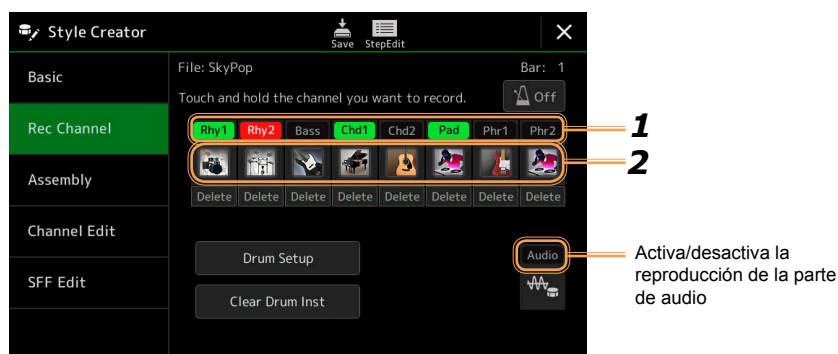 Style Creator
Save StepEdit
Basic
Rec Channel
Assembly
Channel Edit
SFF Edit
File: SkyPop Bar: 1
Touch and hold the channel you want to record. Off
Rhy1 Rhy2 Bass Chd1 Chd2 Pad Phr1 Phr2
Delete Delete Delete Delete Delete Delete Delete Delete
Drum Setup
Audio
Clear Drum Inst
1
2
Activa/desactiva la
reproducción de la parte
de audio